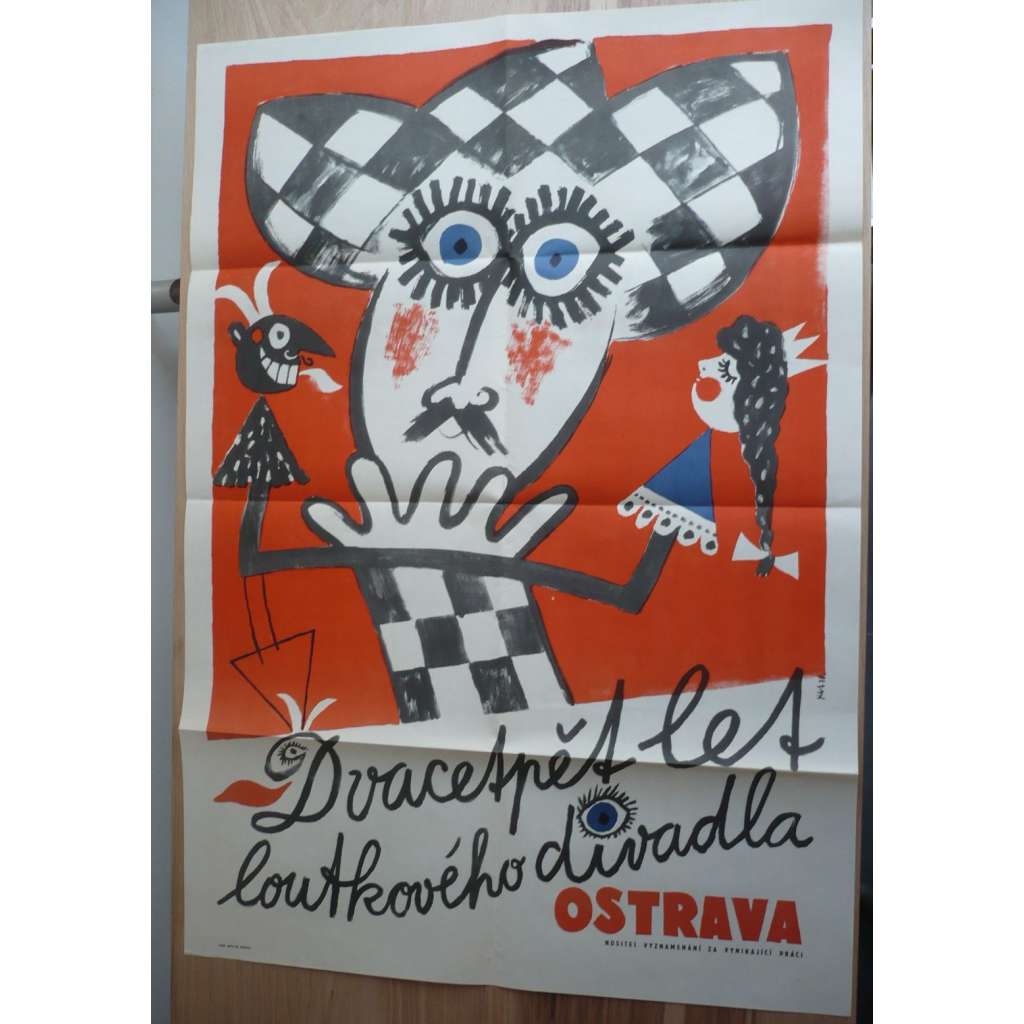 Dvacetpět let
loutkového divadla
OSTRAVA
NOSITEL VYZNAMENÁNÍ ZA VYNIKAJÍCÍ PRÁCI